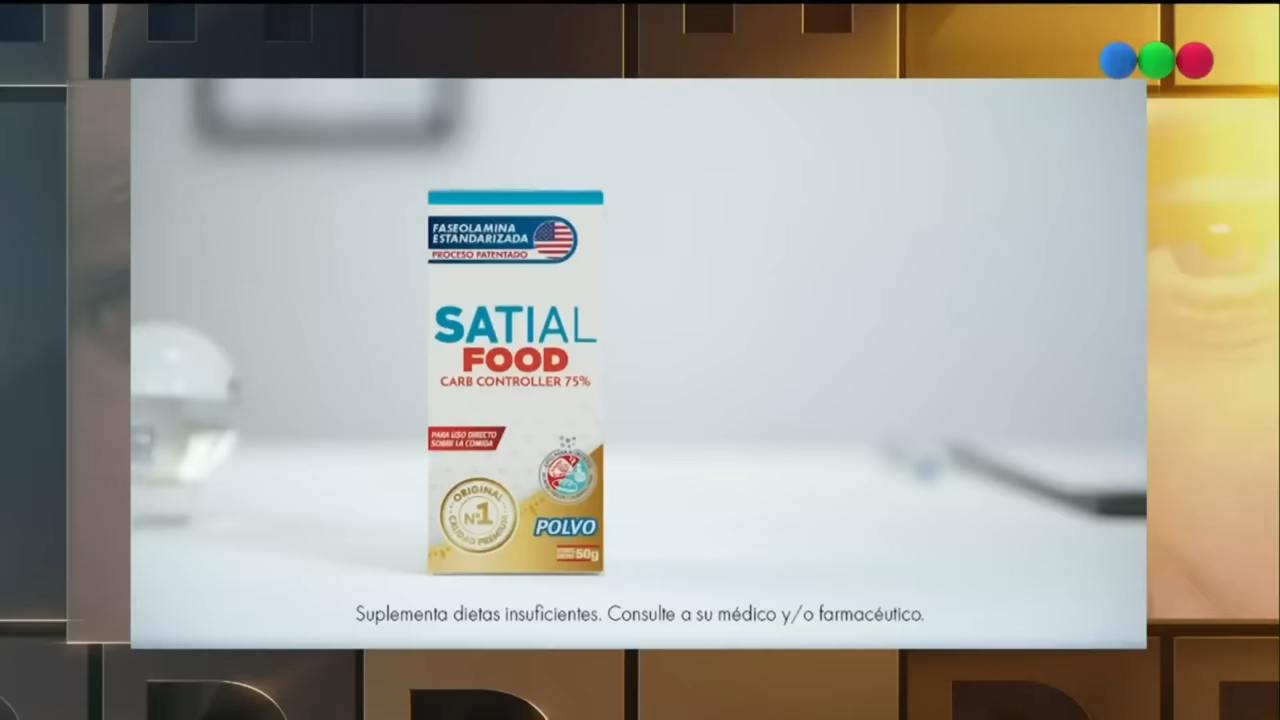 FASEOLAMINA
ESTANDARIZADA
PROCESO PATENTADO
SATIAL
FOOD
CARB CONTROLLER 75%
PARA USO DIRECTO
SOBRE LA COMIDA
ORIGINAL
Nº1
CALIDAD PREMIUM
POLVO
50g
Suplementa dietas insuficientes. Consulte a su médico y/o farmacéutico.